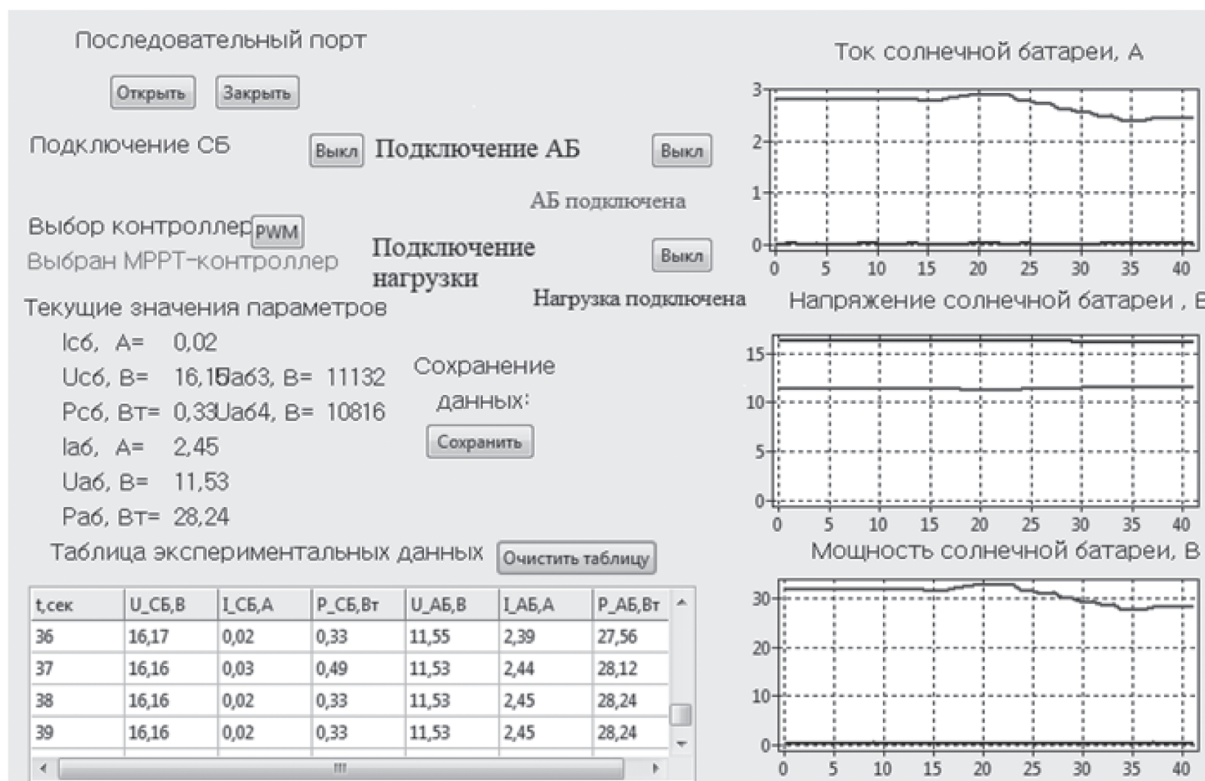 Последовательный порт
Открыть Закрыть
Подключение СБ Выкл Подключение АБ Выкл
АБ подключена
Выбор контроллер PWM
Выбран MPPT-контроллер
Подключение
нагрузки
Выкл
Нагрузка подключена
Текущие значения параметров
Iсб, A= 0,02
Uсб, В= 16,15 Uаб3, В= 11132
Pсб, Вт= 0,33 Uаб4, В= 10816
Iаб, A= 2,45
Uаб, В= 11,53
Pаб, Вт= 28,24
Сохранение
данных:
Сохранить
Таблица экспериментальных данных Очистить таблицу
t,сек U_СБ,В I_СБ,А P_СБ,Вт U_АБ,В I_АБ,А P_АБ,Вт
36 16,17 0,02 0,33 11,55 2,39 27,56
37 16,16 0,03 0,49 11,53 2,44 28,12
38 16,16 0,02 0,33 11,53 2,45 28,24
39 16,16 0,02 0,33 11,53 2,45 28,24
Ток солнечной батареи, А
3
2
1
0
0 5 10 15 20 25 30 35 40
Напряжение солнечной батареи , В
15
10
5
0
0 5 10 15 20 25 30 35 40
Мощность солнечной батареи, В
30
20
10
0
0 5 10 15 20 25 30 35 40